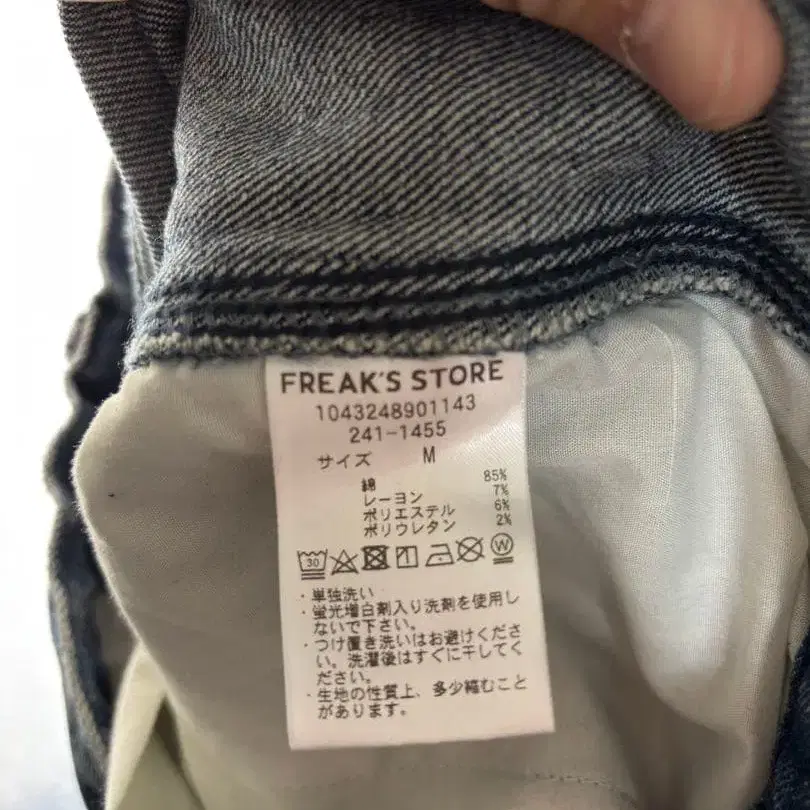 FREAK'S STORE
1043248901143
241-1455
サイズ M
綿 85%
レーヨン 7%
ポリエステル 6%
ポリウレタン 2%
30 W
・単独洗い
・蛍光増白剤入り洗剤を使用し
ないで下さい。
・つけ置き洗いはお避けくださ
い。洗濯後はすぐに干してく
ださい。
・生地の性質上、多少縮むこと
があります。